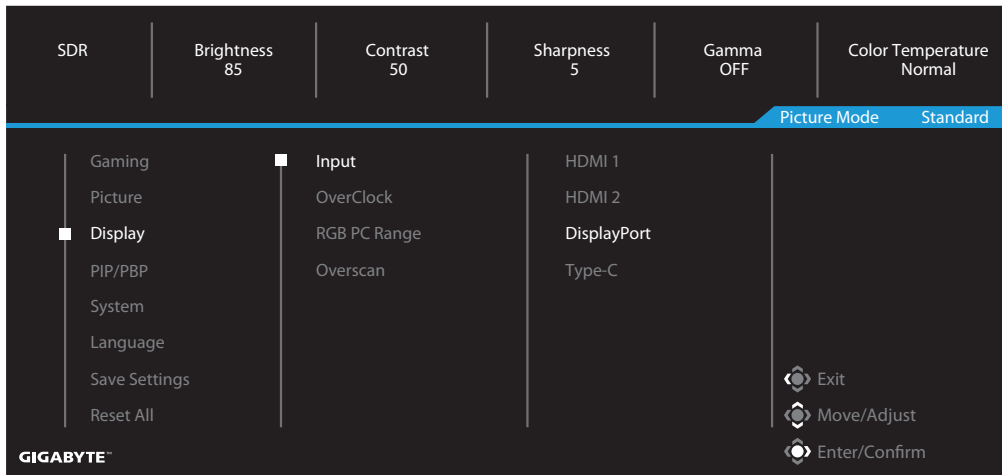 SDR
Brightness
85
Contrast
50
Sharpness
5
Gamma
OFF
Color Temperature
Normal
Picture Mode Standard
Gaming
Picture
Display
PIP/PBP
System
Language
Save Settings
Reset All
Input
OverClock
RGB PC Range
Overscan
HDMI 1
HDMI 2
DisplayPort
Type-C
Exit
Move/Adjust
Enter/Confirm
GIGABYTE™